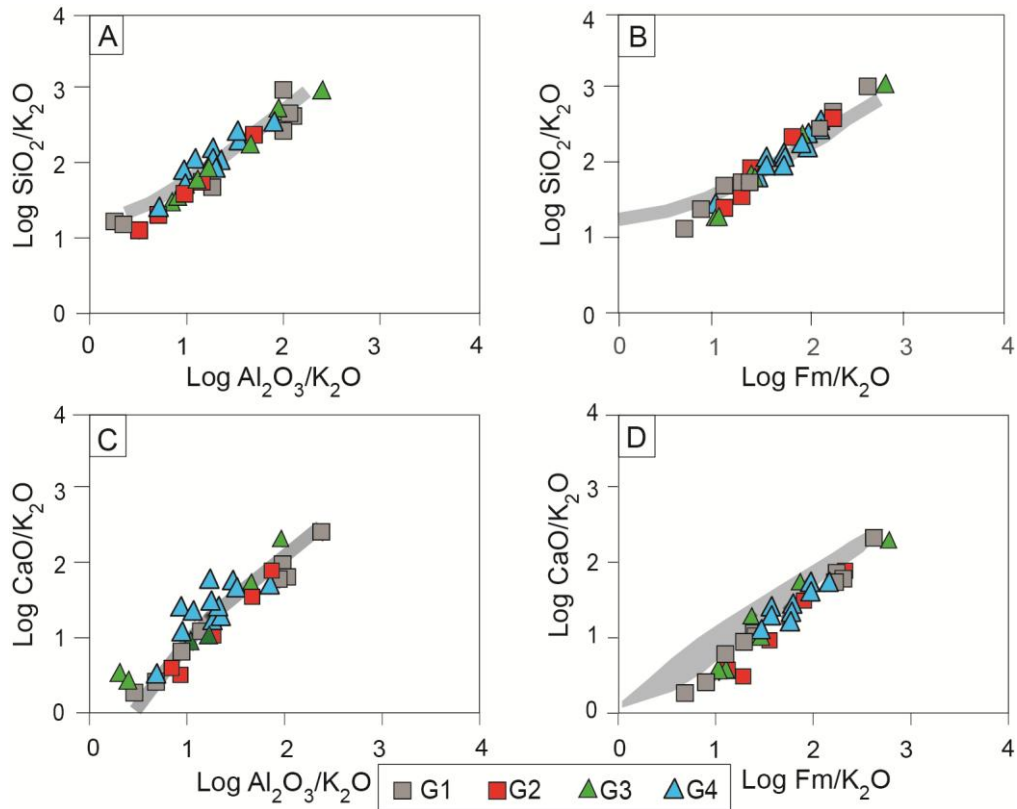 A
4
3
2
1
0
Log SiO₂/K₂O
0 1 2 3 4
Log Al₂O₃/K₂O
B
4
3
2
1
0
Log SiO₂/K₂O
0 1 2 3 0
Log Fm/K₂O
C
4
3
2
1
0
Log CaO/K₂O
0 1 2 3 4
Log Al₂O₃/K₂O
D
4
3
2
1
0
Log CaO/K₂O
0 1 2 3 4
Log Fm/K₂O
G1 G2 G3 G4